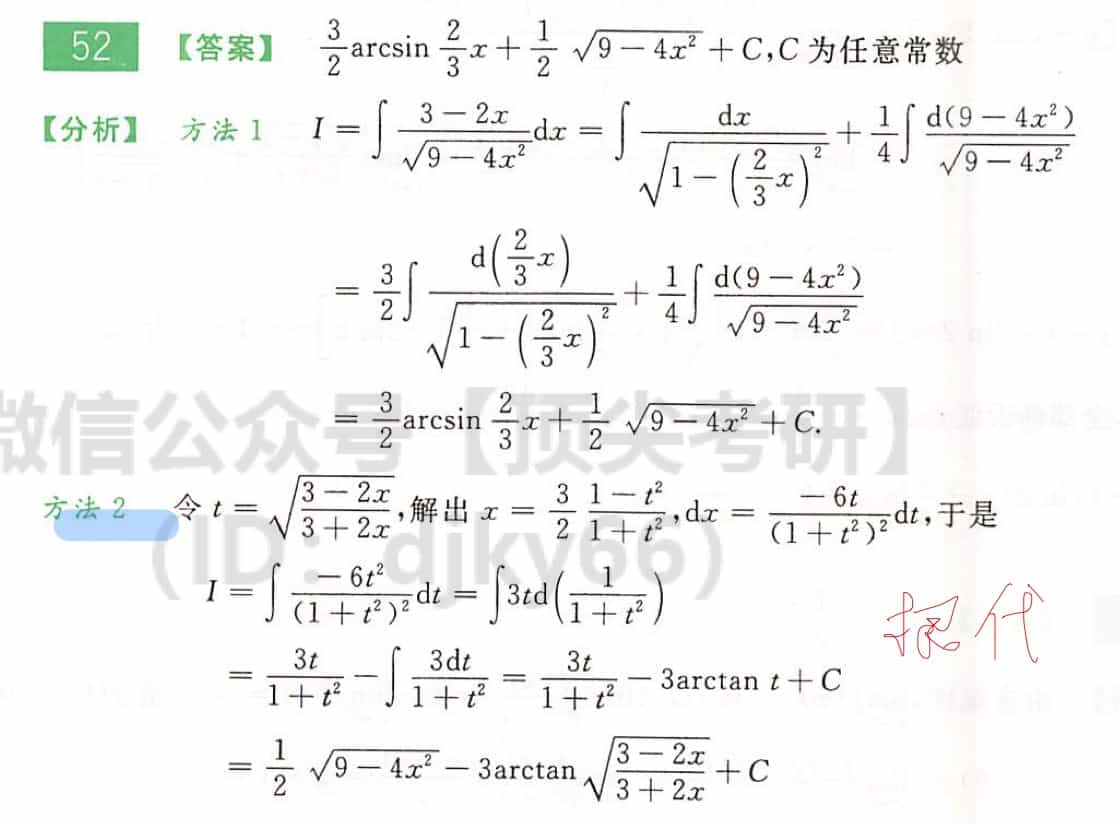 52 【答案】 $\frac{3}{2}\arcsin\frac{2}{3}x+\frac{1}{2}\sqrt{9-4x^2}+C$,C 为任意常数
【分析】 方法 1 $I=\int\frac{3-2x}{\sqrt{9-4x^2}}dx=\int\frac{dx}{\sqrt{1-\left(\frac{2}{3}x\right)^2}}+\frac{1}{4}\int\frac{d(9-4x^2)}{\sqrt{9-4x^2}}$
$=\frac{3}{2}\int\frac{d\left(\frac{2}{3}x\right)}{\sqrt{1-\left(\frac{2}{3}x\right)^2}}+\frac{1}{4}\int\frac{d(9-4x^2)}{\sqrt{9-4x^2}}$
$=\frac{3}{2}\arcsin\frac{2}{3}x+\frac{1}{2}\sqrt{9-4x^2}+C.$
微信公众号【顶尖考研】
方法 2 令 $t=\sqrt{\frac{3-2x}{3+2x}}$,解出 $x=\frac{3}{2}\frac{1-t^2}{1+t^2},dx=\frac{-6t}{(1+t^2)^2}dt$,于是
(ID: djky66)
$I=\int\frac{-6t^2}{(1+t^2)^2}dt=\int 3td\left(\frac{1}{1+t^2}\right)$
$=\frac{3t}{1+t^2}-\int\frac{3dt}{1+t^2}=\frac{3t}{1+t^2}-3\arctan t+C$
$=\frac{1}{2}\sqrt{9-4x^2}-3\arctan\sqrt{\frac{3-2x}{3+2x}}+C$